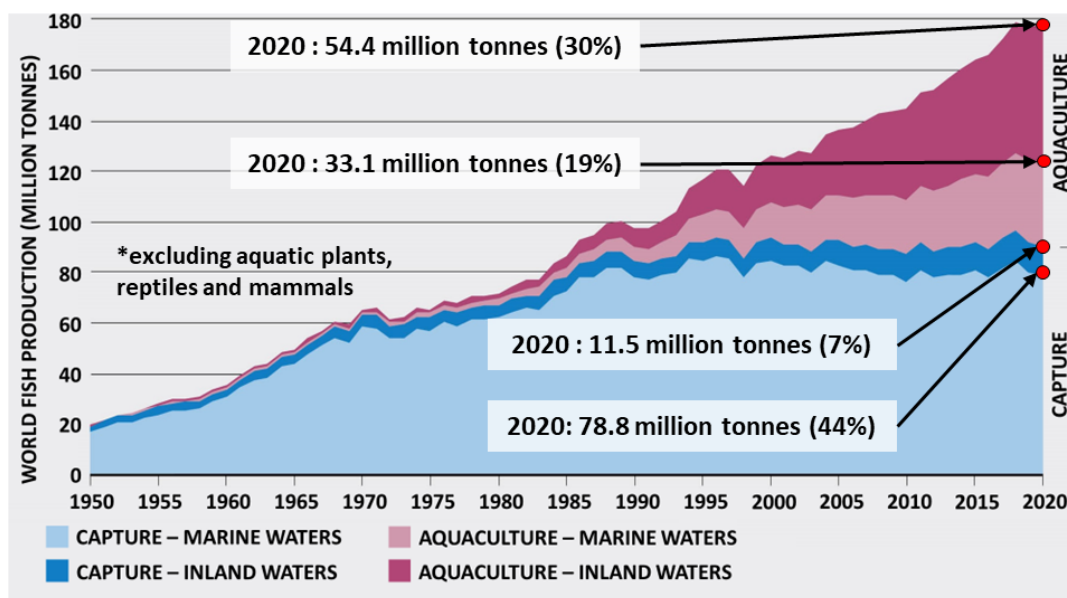 WORLD FISH PRODUCTION (MILLION TONNES)
180
160
140
120
100
80
60
40
20
0
2020 : 54.4 million tonnes (30%)
2020 : 33.1 million tonnes (19%)
*excluding aquatic plants,
reptiles and mammals
2020 : 11.5 million tonnes (7%)
2020: 78.8 million tonnes (44%)
AQUACULTURE
CAPTURE
1950 1955 1960 1965 1970 1975 1980 1985 1990 1995 2000 2005 2010 2015 2020
CAPTURE – MARINE WATERS
AQUACULTURE – MARINE WATERS
CAPTURE – INLAND WATERS
AQUACULTURE – INLAND WATERS